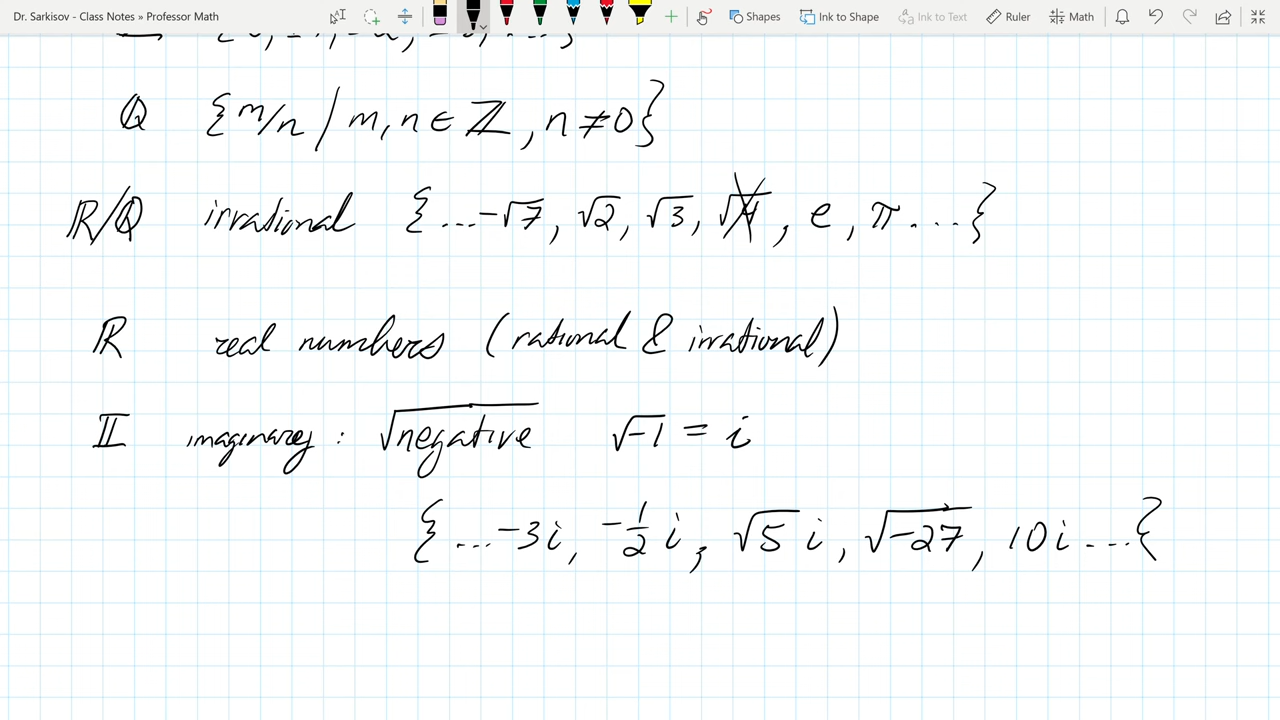 Dr. Sarkisov - Class Notes » Professor Math
Shapes Ink to Shape Ink to Text Ruler Math
ℚ {m/n | m, n ∈ ℤ, n ≠ 0}
ℝ/ℚ irrational {...-√7, √2, √3, √4, e, π ...}
ℝ real numbers (rational & irrational)
𝕀 imaginary : √negative √-1 = i
{...-3i, -1/2 i, √5 i, √-27, 10i ...{